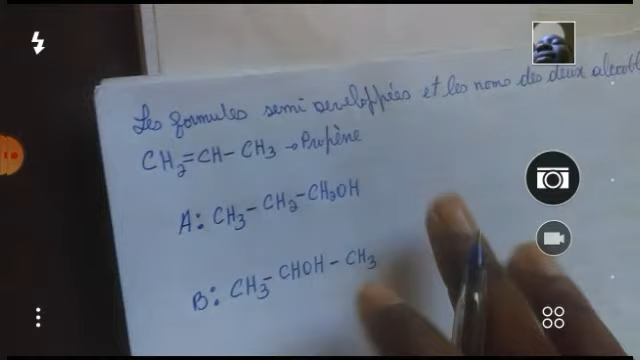 Les formules semi developpées et les noms des deux alcools
CH₂=CH-CH₃ → Propène
A: CH₃-CH₂-CH₂OH
B: CH₃-CHOH-CH₃